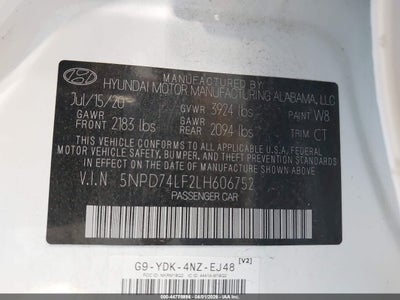 MANUFACTURED BY
HYUNDAI MOTOR MANUFACTURING ALABAMA, LLC
Jul/15/20 GVWR 3924 lbs PAINT W8
GAWR GAWR
FRONT 2183 lbs REAR 2094 lbs TRIM CT
THIS VEHICLE CONFORMS TO ALL APPLICABLE U.S.A. FEDERAL
MOTOR VEHICLE SAFETY, BUMPER, AND THEFT PREVENTION STANDARDS
IN EFFECT ON THE DATE OF MANUFACTURE SHOWN ABOVE.
V.I.N 5NPD74LF2LH606752
PASSENGER CAR
[V2]
G9-YDK-4NZ-EJ48